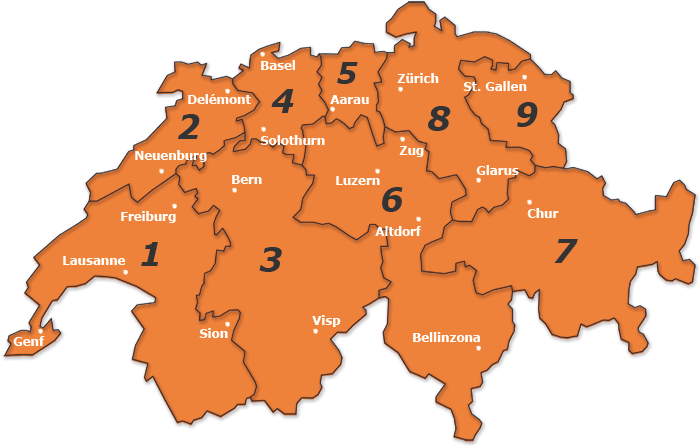 Basel
5
Zürich
St. Gallen
Delémont
4
Aarau
8
9
2
Solothurn
Zug
Neuenburg
Bern
Luzern
Glarus
Freiburg
6
Chur
Altdorf
Lausanne
1
3
7
Genf
Sion
Visp
Bellinzona